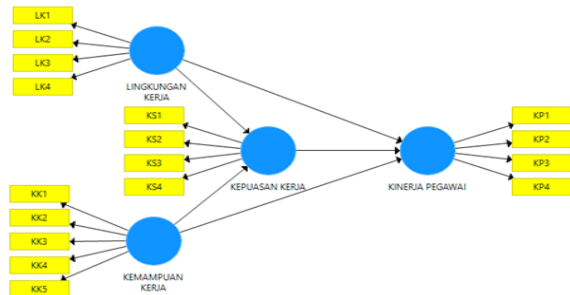 LK1
LK2
LK3
LK4
LINGKUNGAN
KERJA
KS1
KS2
KS3
KS4
KEPUASAN KERJA
KP1
KP2
KP3
KP4
KINERJA PEGAWAI
KK1
KK2
KK3
KK4
KK5
KEMAMPUAN
KERJA